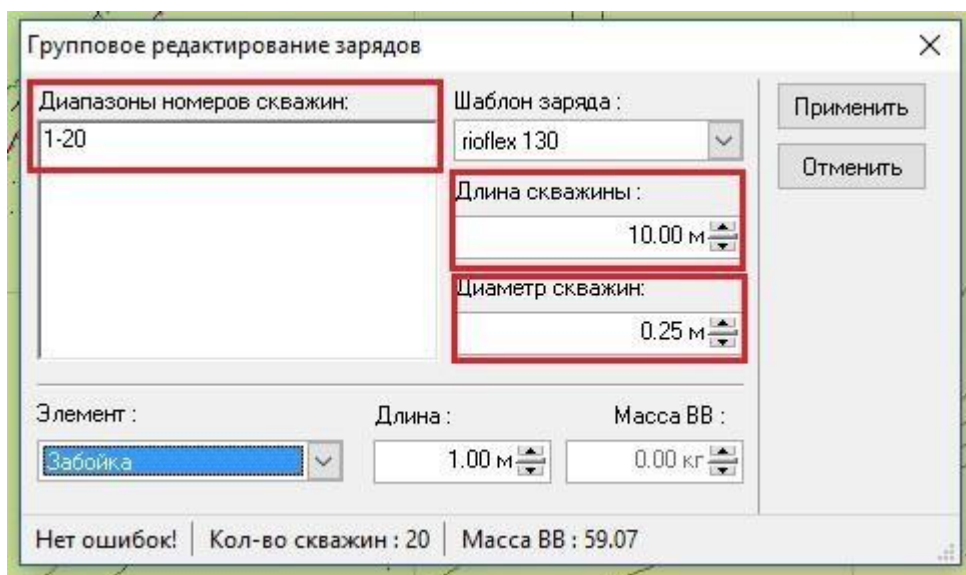 Групповое редактирование зарядов
Диапазоны номеров скважин:
1-20
Шаблон заряда :
rioflex 130
Длина скважины :
10.00 м
Диаметр скважин:
0.25 м
Применить
Отменить
Элемент :
Забойка
Длина :
1.00 м
Масса ВВ :
0.00 кг
Нет ошибок! Кол-во скважин : 20 Масса ВВ : 59.07